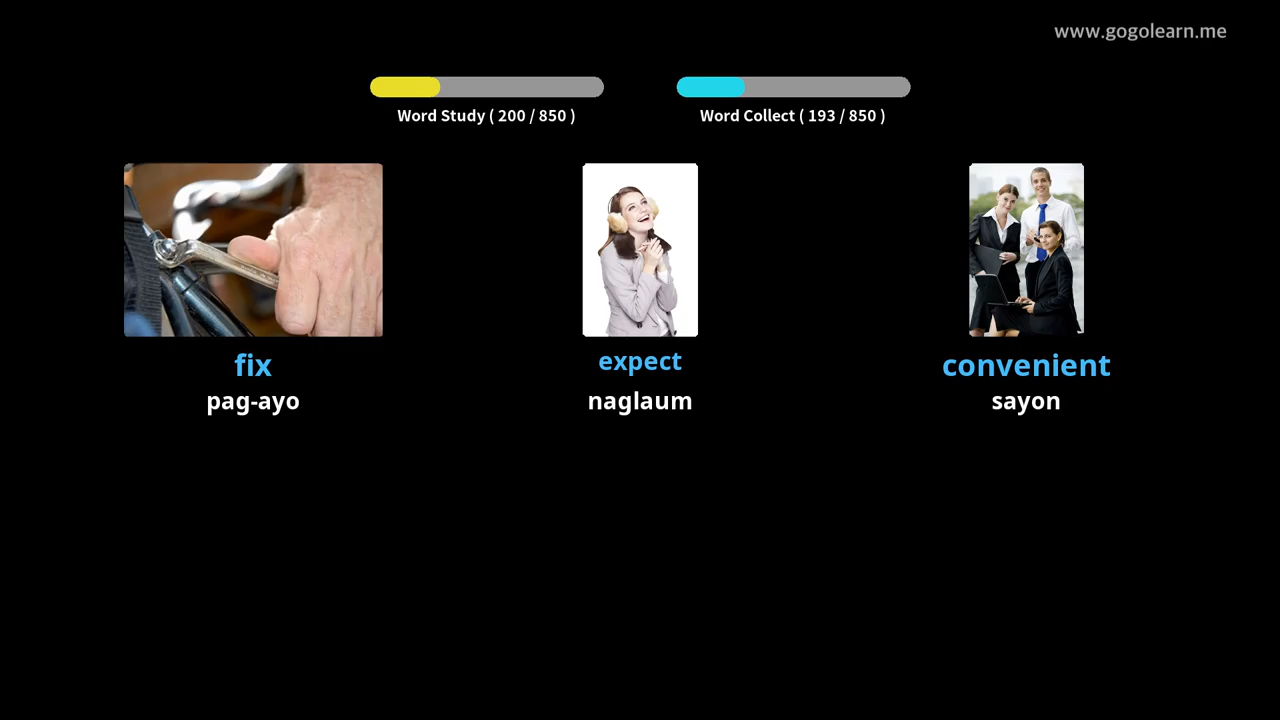 www.gogolearn.me
Word Study ( 200 / 850 )
Word Collect ( 193 / 850 )
fix
pag-ayo
expect
naglaum
convenient
sayon